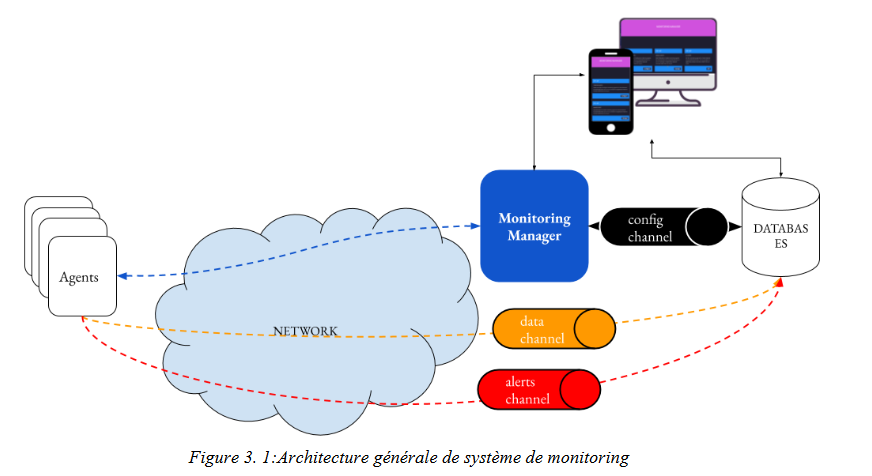 Monitoring
Manager
config
channel
DATABAS
ES
Agents
NETWORK
data
channel
alerts
channel
Figure 3. 1:Architecture générale de système de monitoring